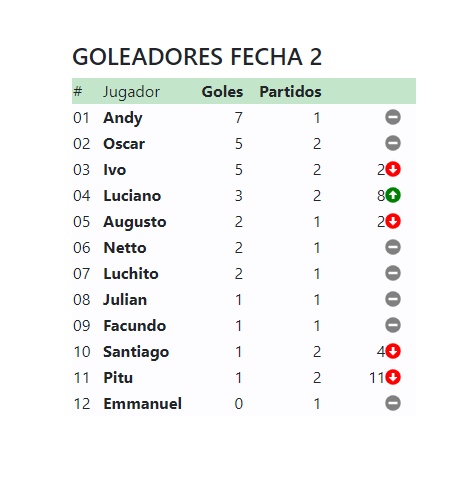 GOLEADORES FECHA 2
# Jugador Goles Partidos
01 Andy 7 1
02 Oscar 5 2
03 Ivo 5 2 2
04 Luciano 3 2 8
05 Augusto 2 1 2
06 Netto 2 1
07 Luchito 2 1
08 Julian 1 1
09 Facundo 1 1
10 Santiago 1 2 4
11 Pitu 1 2 11
12 Emmanuel 0 1